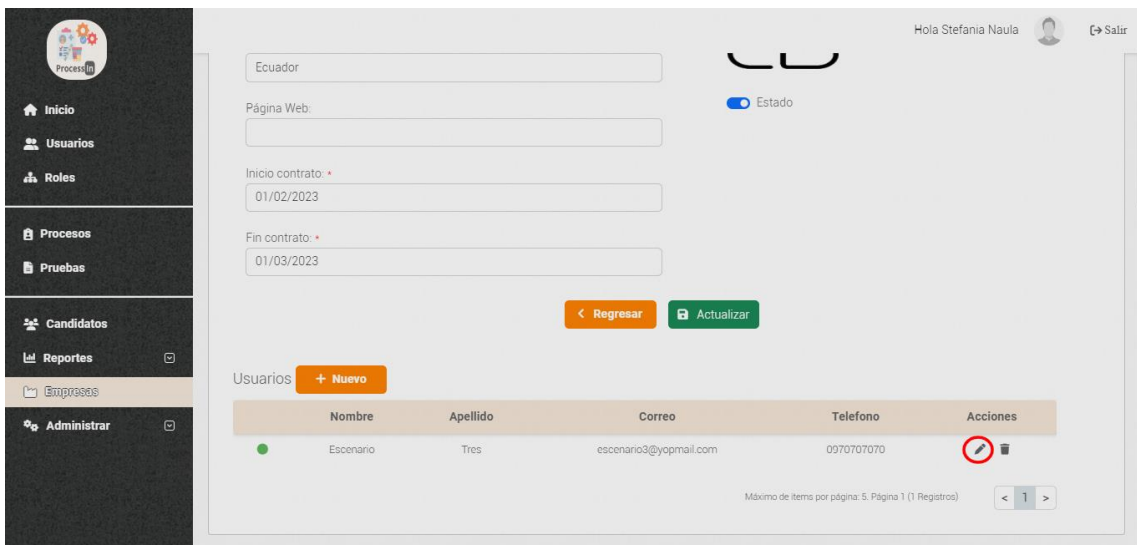 Hola Stefania Naula
Salir
Process In
Inicio
Usuarios
Roles
Procesos
Pruebas
Candidatos
Reportes
Empresas
Administrar
Ecuador
Estado
Página Web:
Inicio contrato: *
01/02/2023
Fin contrato: *
01/03/2023
< Regresar Actualizar
Usuarios + Nuevo
Nombre Apellido Correo Telefono Acciones
Escenario Tres escenario3@yopmail.com 0970707070
Máximo de items por página: 5. Página 1 (1 Registros) < 1 >